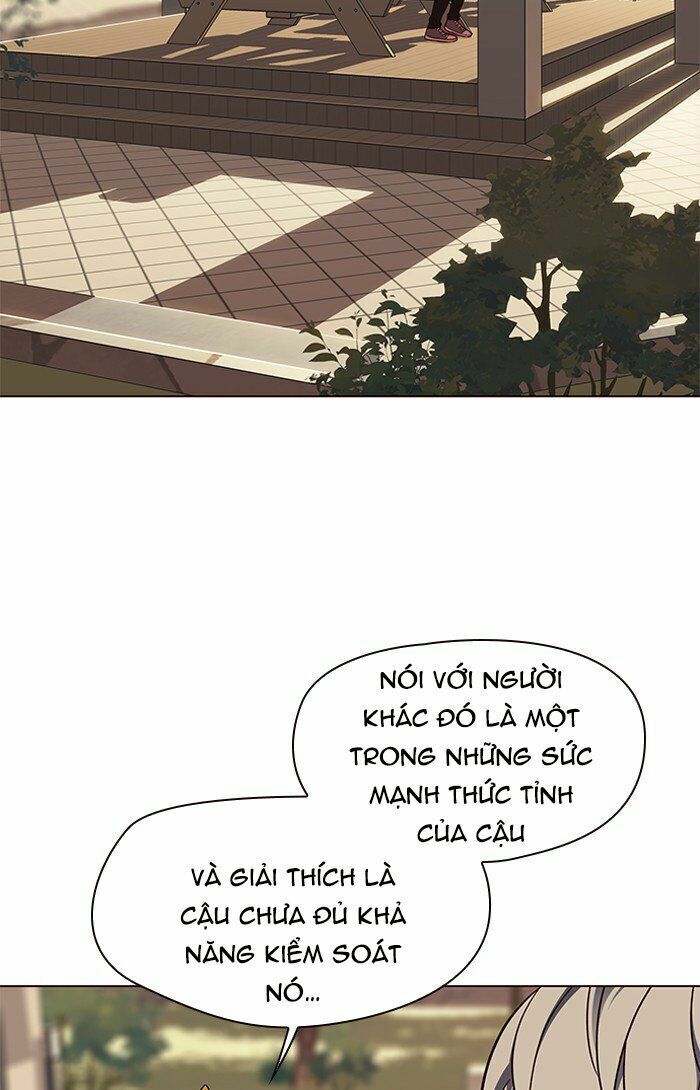 NÓI VỚI NGƯỜI
KHÁC ĐÓ LÀ MỘT
TRONG NHỮNG SỨC
MẠNH THỨC TỈNH
CỦA CẬU
VÀ GIẢI THÍCH LÀ
CẬU CHƯA ĐỦ KHẢ
NĂNG KIỂM SOÁT
NÓ...